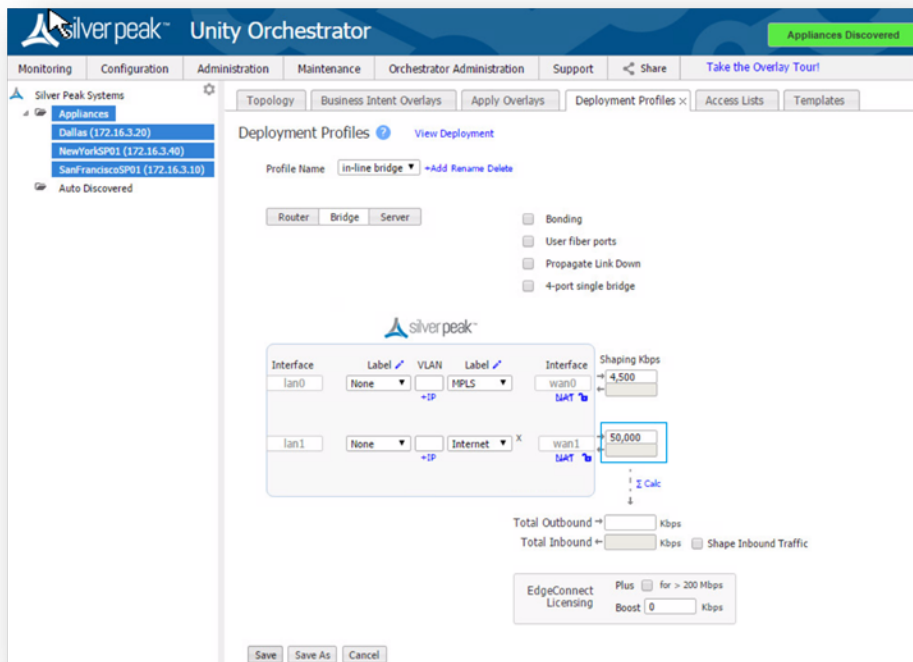 silver peak™ Unity Orchestrator
Appliances Discovered
Monitoring Configuration Administration Maintenance Orchestrator Administration Support Share Take the Overlay Tour!
Silver Peak Systems
Appliances
Dallas (172.16.3.20)
NewYorkSP01 (172.16.3.40)
SanFranciscoSP01 (172.16.3.10)
Auto Discovered
Topology Business Intent Overlays Apply Overlays Deployment Profiles × Access Lists Templates
Deployment Profiles ? View Deployment
Profile Name in-line bridge +Add Rename Delete
Router Bridge Server
Bonding
User fiber ports
Propagate Link Down
4-port single bridge
silver peak™
Interface Label VLAN Label Interface Shaping Kbps
lan0 None MPLS wan0 4,500
+IP NAT
lan1 None Internet x wan1 50,000
+IP NAT
Σ Calc
Total Outbound Kbps
Total Inbound Kbps Shape Inbound Traffic
EdgeConnect Licensing
Plus for > 200 Mbps
Boost 0 Kbps
Save Save As Cancel